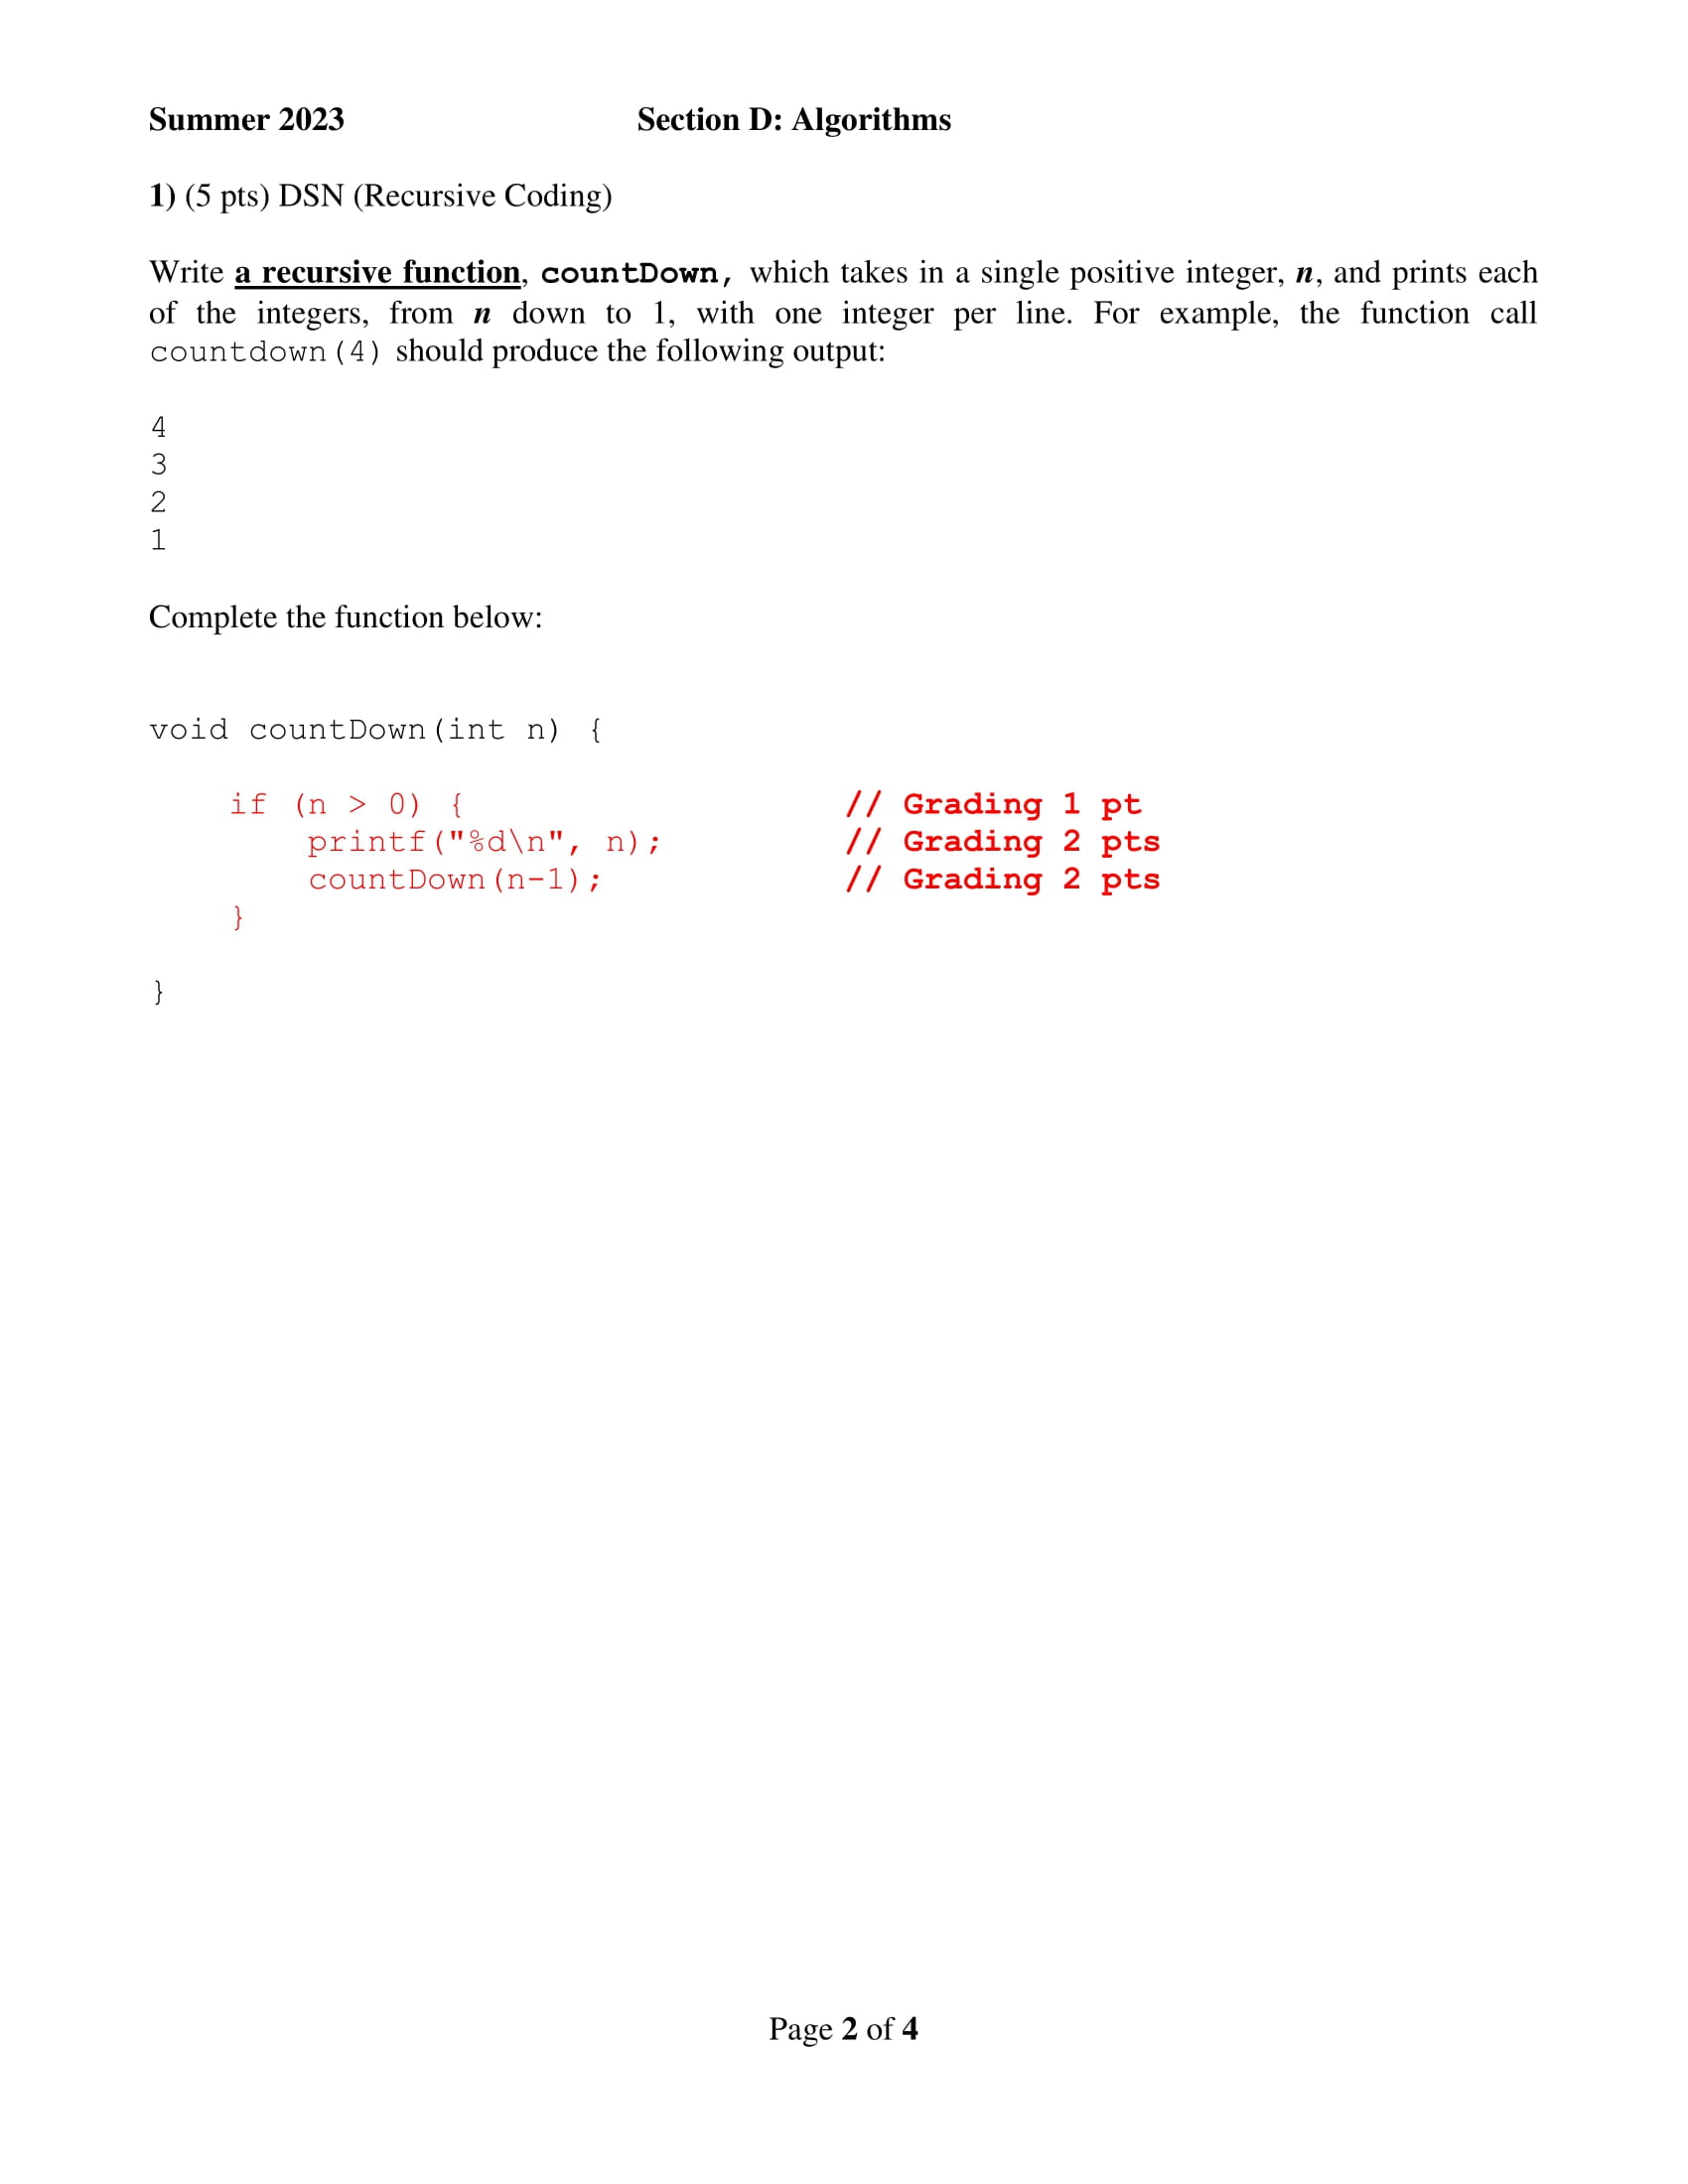 Summer 2023 Section D: Algorithms
1) (5 pts) DSN (Recursive Coding)
Write a recursive function, countDown, which takes in a single positive integer, n, and prints each
of the integers, from n down to 1, with one integer per line. For example, the function call
countdown(4) should produce the following output:
4
3
2
1
Complete the function below:
void countDown(int n) {
if (n > 0) { // Grading 1 pt
printf("%d\n", n); // Grading 2 pts
countDown(n-1); // Grading 2 pts
}
}
Page 2 of 4